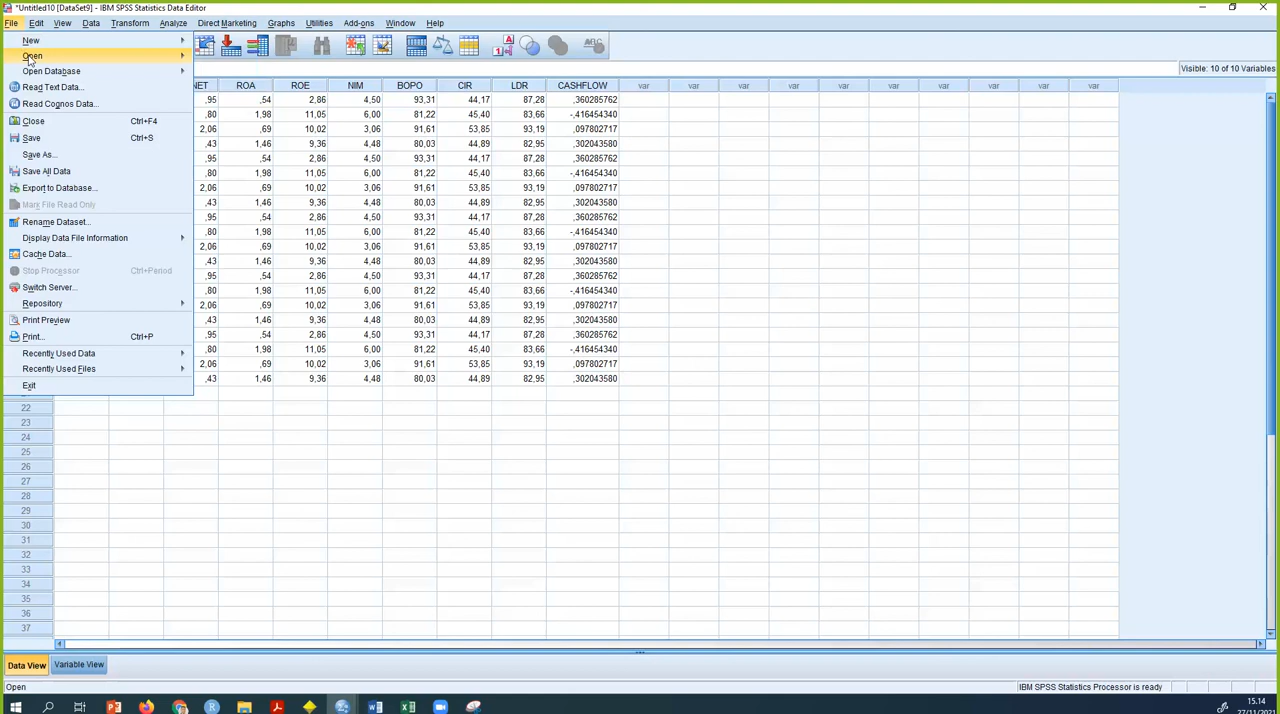 *Untitled10 [DataSet9] - IBM SPSS Statistics Data Editor
File Edit View Data Transform Analyze Direct Marketing Graphs Utilities Add-ons Window Help
New
Open
Open Database
Read Text Data...
Read Cognos Data...
Close Ctrl+F4
Save Ctrl+S
Save As...
Save All Data
Export to Database...
Mark File Read Only
Rename Dataset...
Display Data File Information
Cache Data...
Stop Processor Ctrl+Period
Switch Server...
Repository
Print Preview
Print... Ctrl+P
Recently Used Data
Recently Used Files
Exit
Visible: 10 of 10 Variables
ROA ROE NIM BOPO CIR LDR CASHFLOW var var var var var var var var var
,95 ,54 2,86 4,50 93,31 44,17 87,28 ,360285762
,80 1,98 11,05 6,00 81,22 45,40 83,66 -,416454340
2,06 ,69 10,02 3,06 91,61 53,85 93,19 ,097802717
,43 1,46 9,36 4,48 80,03 44,89 82,95 ,302043580
,95 ,54 2,86 4,50 93,31 44,17 87,28 ,360285762
,80 1,98 11,05 6,00 81,22 45,40 83,66 -,416454340
2,06 ,69 10,02 3,06 91,61 53,85 93,19 ,097802717
,43 1,46 9,36 4,48 80,03 44,89 82,95 ,302043580
,95 ,54 2,86 4,50 93,31 44,17 87,28 ,360285762
,80 1,98 11,05 6,00 81,22 45,40 83,66 -,416454340
2,06 ,69 10,02 3,06 91,61 53,85 93,19 ,097802717
,43 1,46 9,36 4,48 80,03 44,89 82,95 ,302043580
,95 ,54 2,86 4,50 93,31 44,17 87,28 ,360285762
,80 1,98 11,05 6,00 81,22 45,40 83,66 -,416454340
2,06 ,69 10,02 3,06 91,61 53,85 93,19 ,097802717
,43 1,46 9,36 4,48 80,03 44,89 82,95 ,302043580
,95 ,54 2,86 4,50 93,31 44,17 87,28 ,360285762
,80 1,98 11,05 6,00 81,22 45,40 83,66 -,416454340
2,06 ,69 10,02 3,06 91,61 53,85 93,19 ,097802717
,43 1,46 9,36 4,48 80,03 44,89 82,95 ,302043580
22
23
24
25
26
27
28
29
30
31
32
33
34
35
36
37
Data View Variable View
Open IBM SPSS Statistics Processor is ready
15.14
27/11/2021